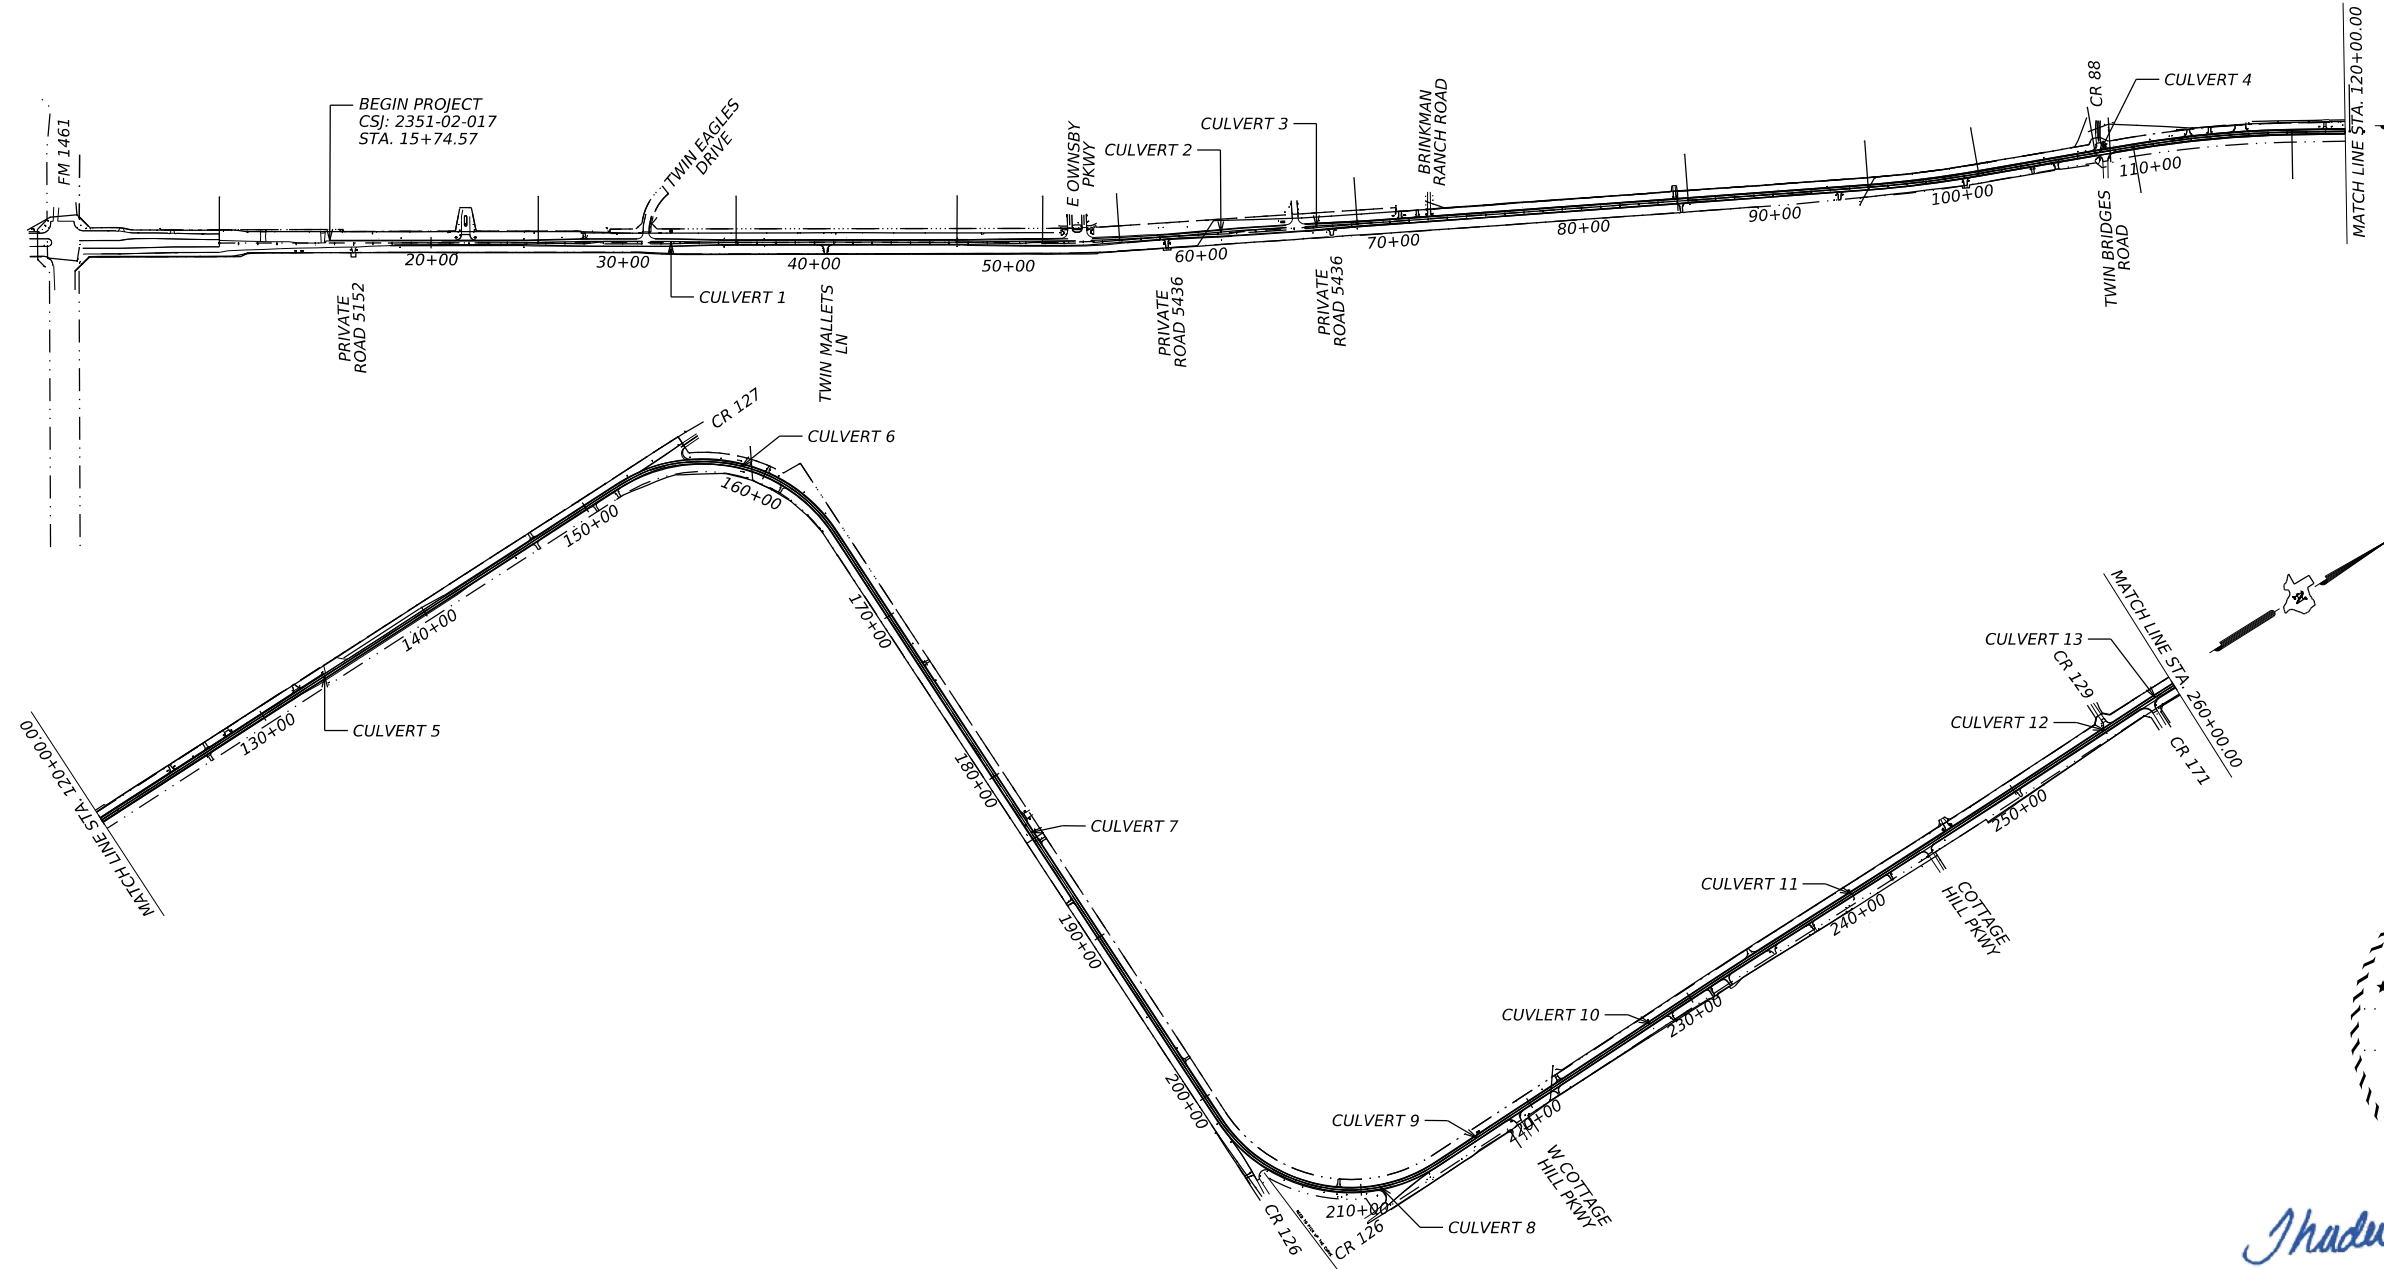 FM 1461
BEGIN PROJECT
CSJ: 2351-02-017
STA. 15+74.57
TWIN EAGLES
DRIVE
E OWNSBY
PKWY
CULVERT 2
CULVERT 3
BRINKMAN
RANCH ROAD
CR 88
CULVERT 4
MATCH LINE STA. 120+00.00
20+00
30+00
40+00
50+00
60+00
70+00
80+00
90+00
100+00
110+00
PRIVATE
ROAD 5152
CULVERT 1
TWIN MALLETS
LN
PRIVATE
ROAD 5436
PRIVATE
ROAD 5436
TWIN BRIDGES
ROAD
MATCH LINE STA. 120+00.00
130+00
CULVERT 5
140+00
150+00
CR 127
CULVERT 6
160+00
170+00
180+00
CULVERT 7
190+00
200+00
CR 126
210+00
CR 126
CULVERT 8
CULVERT 9
220+00
W COTTAGE
HILL PKWY
CUVLERT 10
230+00
CULVERT 11
240+00
COTTAGE
HILL PKWY
250+00
CULVERT 12
CR 129
CULVERT 13
CR 171
MATCH LINE STA. 260+00.00
N